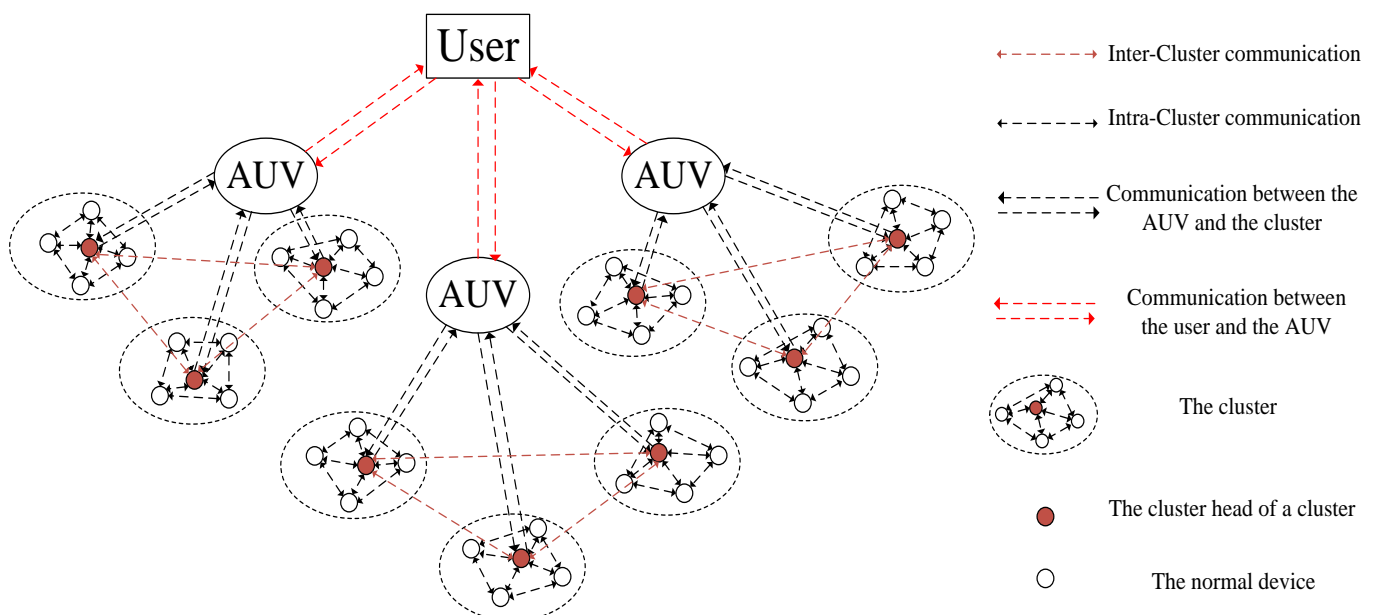 User
AUV
AUV
AUV
Inter-Cluster communication
Intra-Cluster communication
Communication between the
AUV and the cluster
Communication between
the user and the AUV
The cluster
The cluster head of a cluster
The normal device